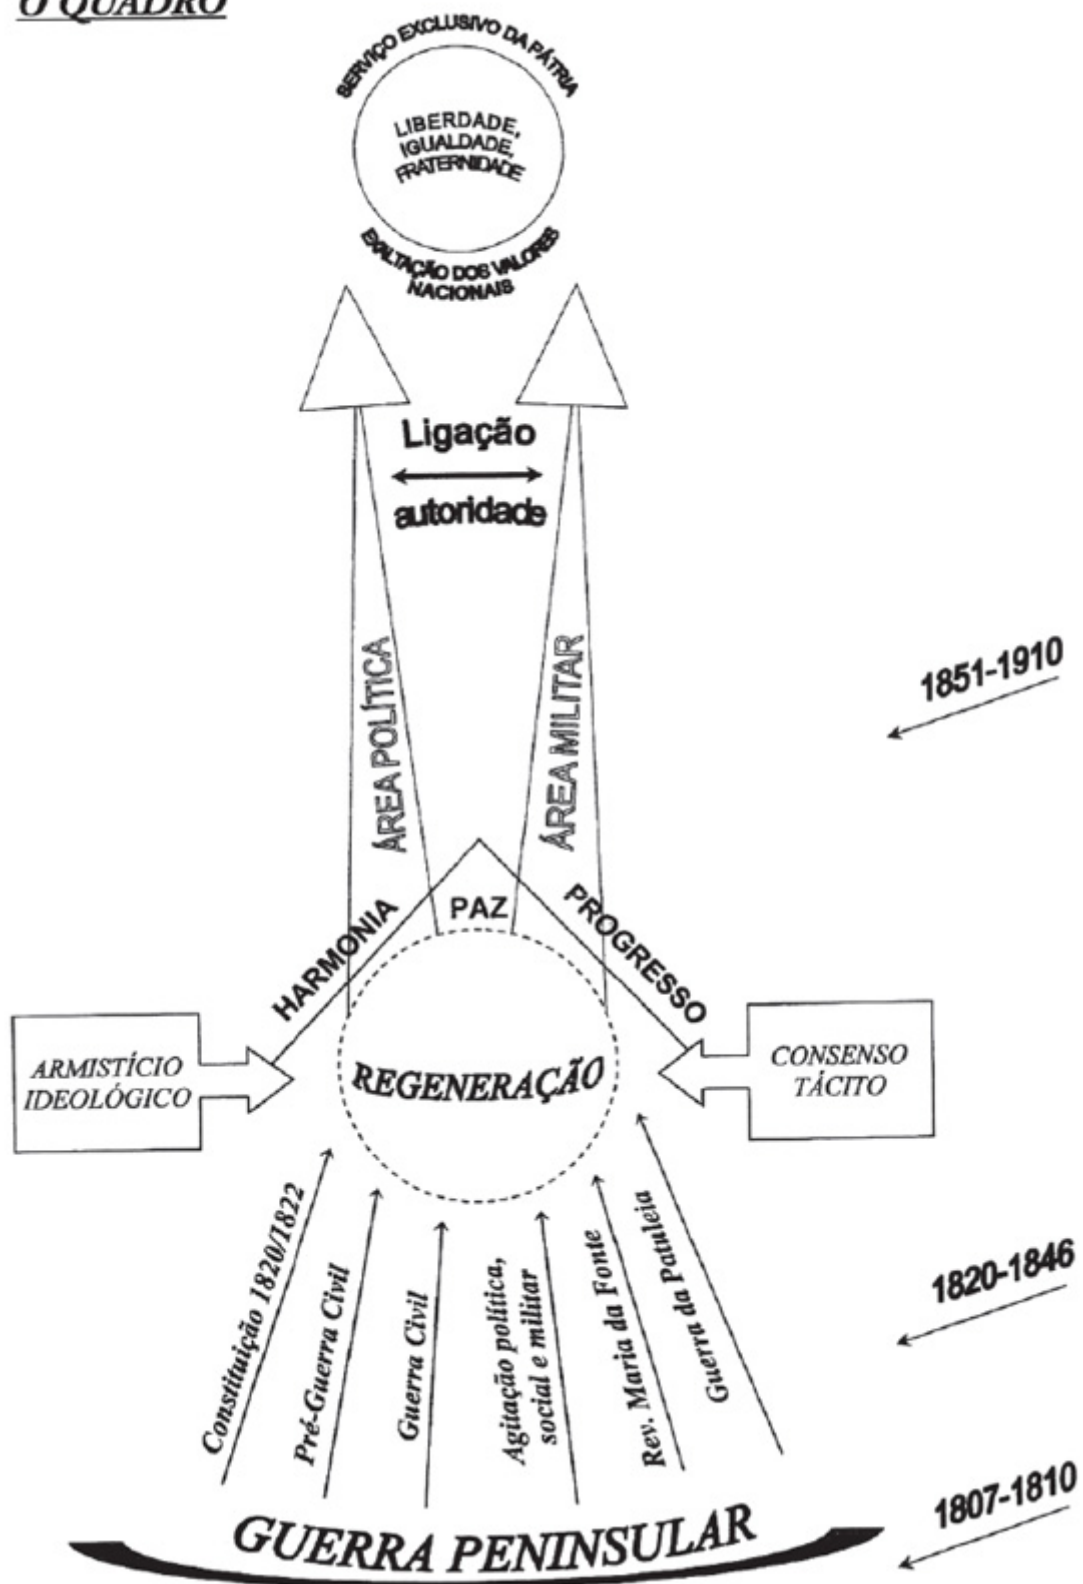 O QUADRO
SERVIÇO EXCLUSIVO DA PÁTRIA
LIBERDADE,
IGUALDADE,
FRATERNIDADE
EXALTAÇÃO DOS VALORES
NACIONAIS
Ligação
autoridade
ÁREA POLÍTICA
ÁREA MILITAR
1851-1910
HARMONIA
PAZ
PROGRESSO
ARMISTÍCIO
IDEOLÓGICO
REGENERAÇÃO
CONSENSO
TÁCITO
Constituição 1820/1822
Pré-Guerra Civil
Guerra Civil
Agitação política,
social e militar
Rev. Maria da Fonte
Guerra da Patuleia
1820-1846
1807-1810
GUERRA PENINSULAR